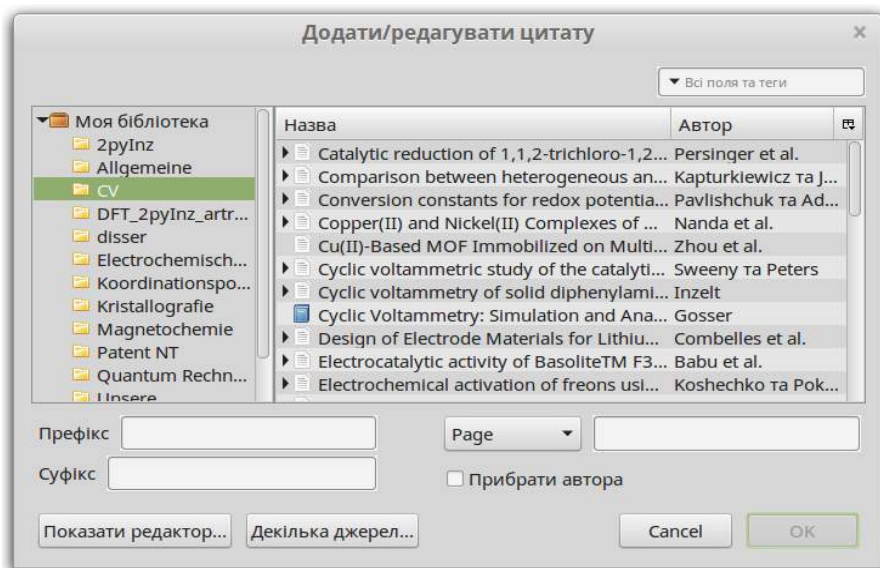 Додати/редагувати цитату
Всі поля та теги
Моя бібліотека
2pyInz
Allgemeine
CV
DFT_2pyInz_artr...
disser
Electrochemisch...
Koordinationspo...
Kristallografie
Magnetochemie
Patent NT
Quantum Rechn...
Unsere
Назва Автор
Catalytic reduction of 1,1,2-trichloro-1,2... Persinger et al.
Comparison between heterogeneous an... Kapturkiewicz та J...
Conversion constants for redox potentia... Pavlishchuk та Ad...
Copper(II) and Nickel(II) Complexes of ... Nanda et al.
Cu(II)-Based MOF Immobilized on Multi... Zhou et al.
Cyclic voltammetric study of the catalyti... Sweeny та Peters
Cyclic voltammetry of solid diphenylami... Inzelt
Cyclic Voltammetry: Simulation and Ana... Gosser
Design of Electrode Materials for Lithiu... Combelles et al.
Electrocatalytic activity of BasoliteTM F3... Babu et al.
Electrochemical activation of freons usi... Koshechko та Pok...
Префікс
Page
Суфікс
Прибрати автора
Показати редактор...
Декілька джерел...
Cancel
OK